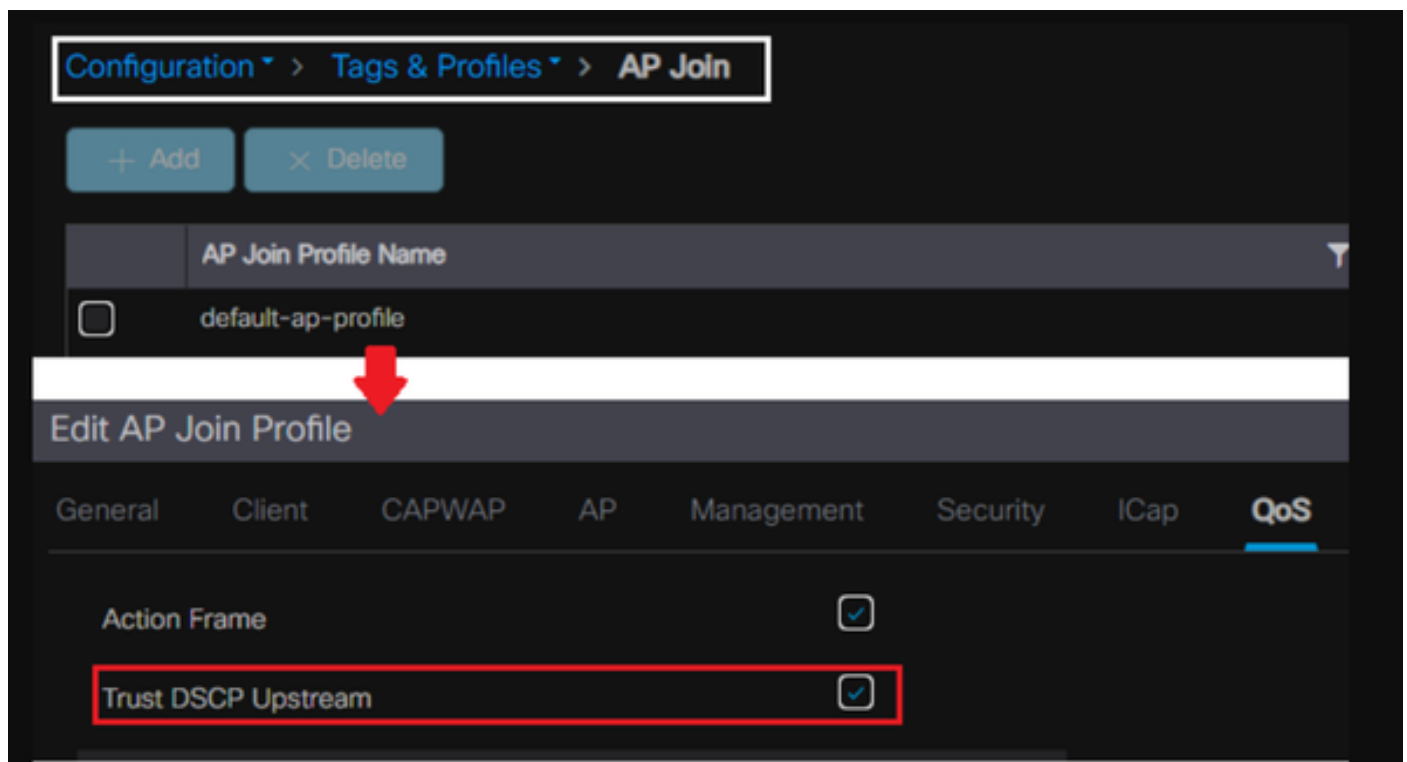 Configuration > Tags & Profiles > AP Join
+ Add × Delete
AP Join Profile Name
default-ap-profile
Edit AP Join Profile
General Client CAPWAP AP Management Security ICap QoS
Action Frame
Trust DSCP Upstream